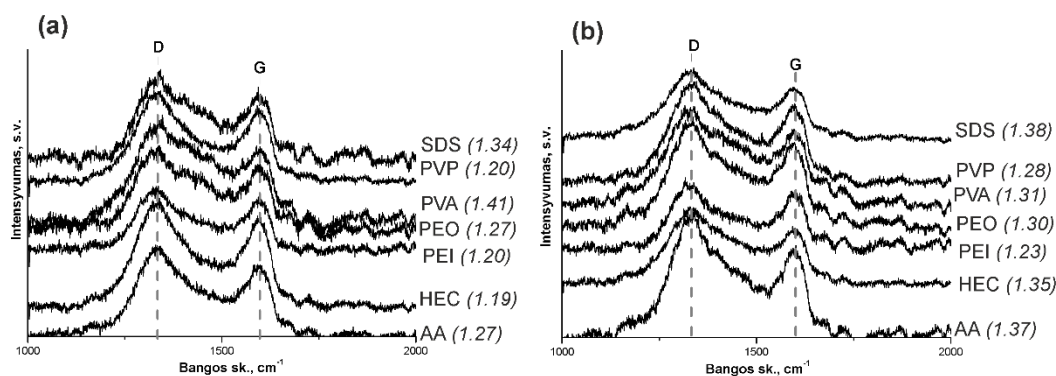 (a)
D
G
SDS (1.34)
PVP (1.20)
PVA (1.41)
PEO (1.27)
PEI (1.20)
HEC (1.19)
AA (1.27)
Intensyvumas, s.v.
1000
1500
2000
Bangos sk., cm-1
(b)
D
G
SDS (1.38)
PVP (1.28)
PVA (1.31)
PEO (1.30)
PEI (1.23)
HEC (1.35)
AA (1.37)
Intensyvumas, s.v.
1000
1500
2000
Bangos sk., cm-1